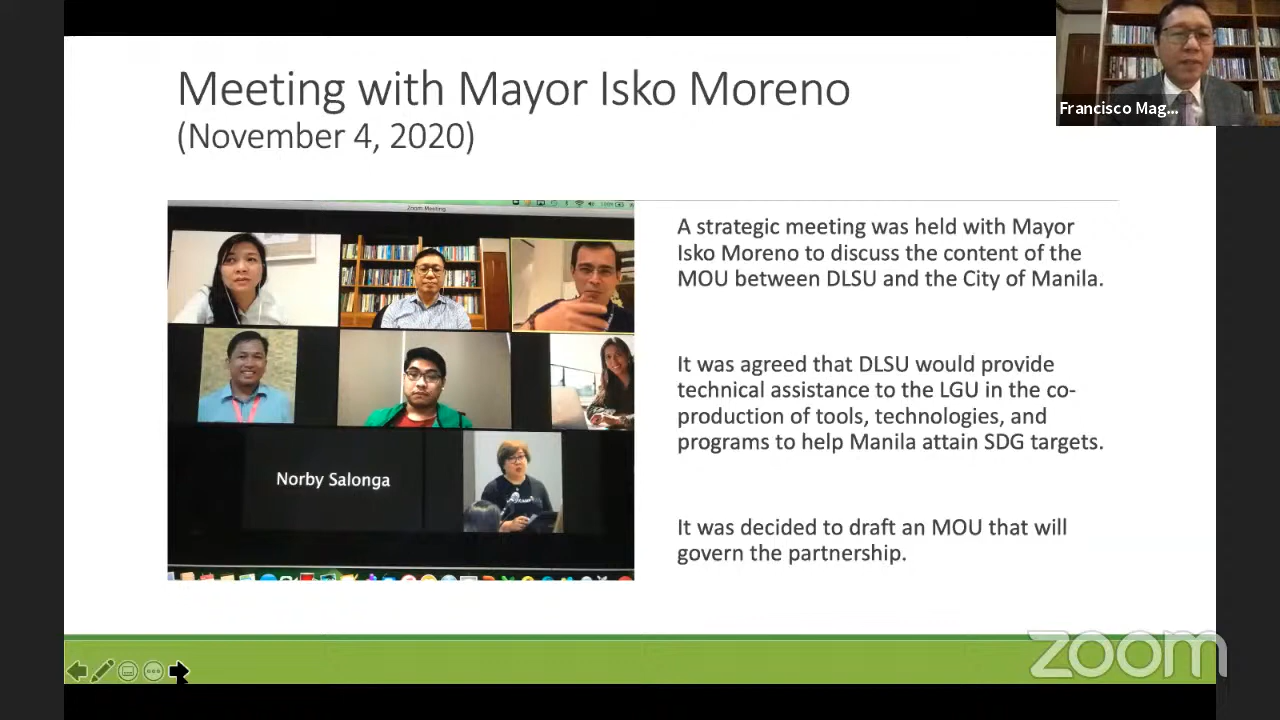 Meeting with Mayor Isko Moreno
(November 4, 2020)
Francisco Mag...
Zoom Meeting
A strategic meeting was held with Mayor
Isko Moreno to discuss the content of the
MOU between DLSU and the City of Manila.
It was agreed that DLSU would provide
technical assistance to the LGU in the co-
production of tools, technologies, and
programs to help Manila attain SDG targets.
Norby Salonga
It was decided to draft an MOU that will
govern the partnership.
zoom